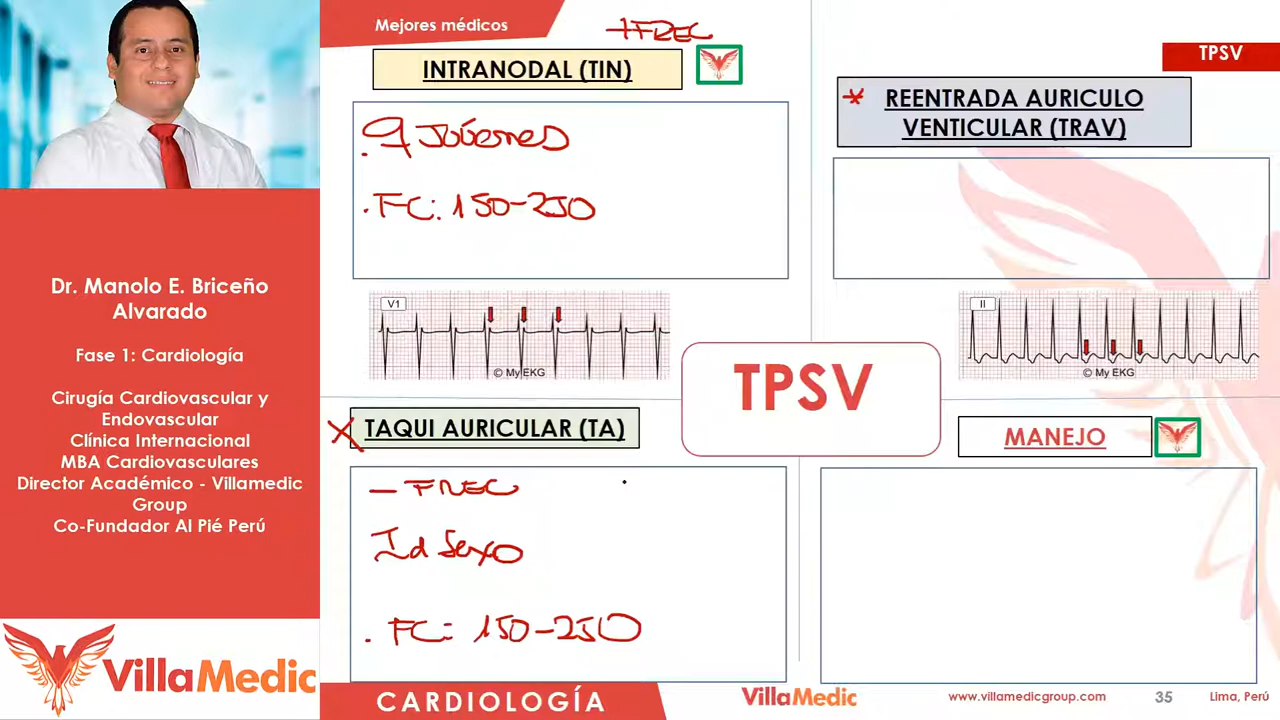 Mejores médicos
+FREC
TPSV
INTRANODAL (TIN)
REENTRADA AURICULO
VENTICULAR (TRAV)
Jóvenes
. FC: 150-250
V1
© My EKG
II
© My EKG
TPSV
TAQUI AURICULAR (TA)
MANEJO
- FREC
Id Sexo
. FC: 150-250
Dr. Manolo E. Briceño
Alvarado
Fase 1: Cardiología
Cirugía Cardiovascular y
Endovascular
Clínica Internacional
MBA Cardiovasculares
Director Académico - Villamedic
Group
Co-Fundador Al Pié Perú
VillaMedic
CARDIOLOGÍA
VillaMedic
www.villamedicgroup.com
35
Lima, Perú